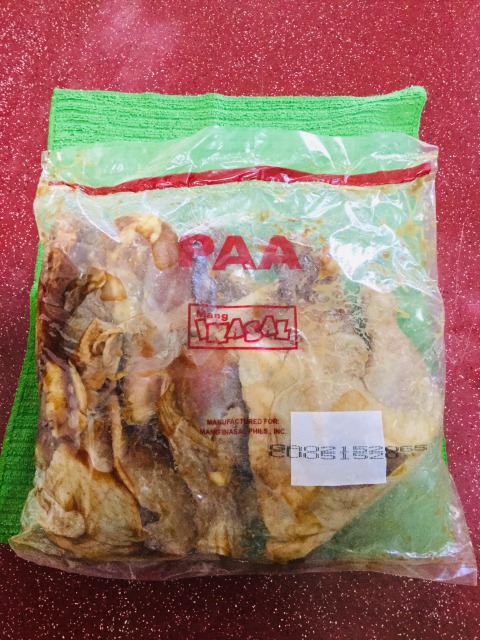 PAA
Mang
INASAL
MANUFACTURED FOR:
MANG INASAL PHILS., INC.